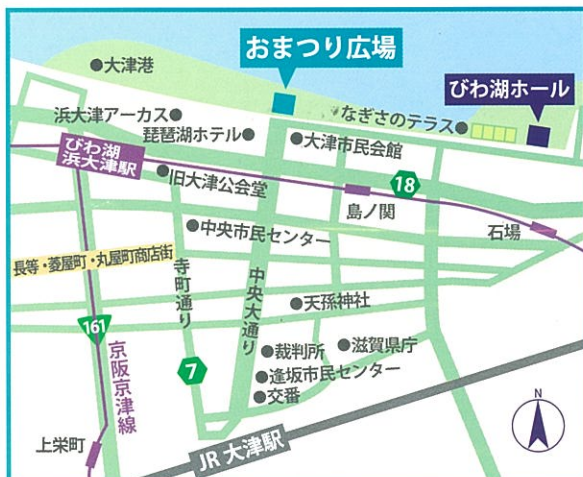 おまつり広場
大津港
びわ湖ホール
浜大津アーカス
なぎさのテラス
琵琶湖ホテル
大津市民会館
びわ湖
浜大津駅
旧大津公会堂
18
島ノ関
石場
中央市民センター
長等・菱屋町・丸屋町商店街
寺町通り
中央大通り
天孫神社
161
京阪京津線
7
裁判所
滋賀県庁
逢坂市民センター
交番
上栄町
JR 大津駅
N